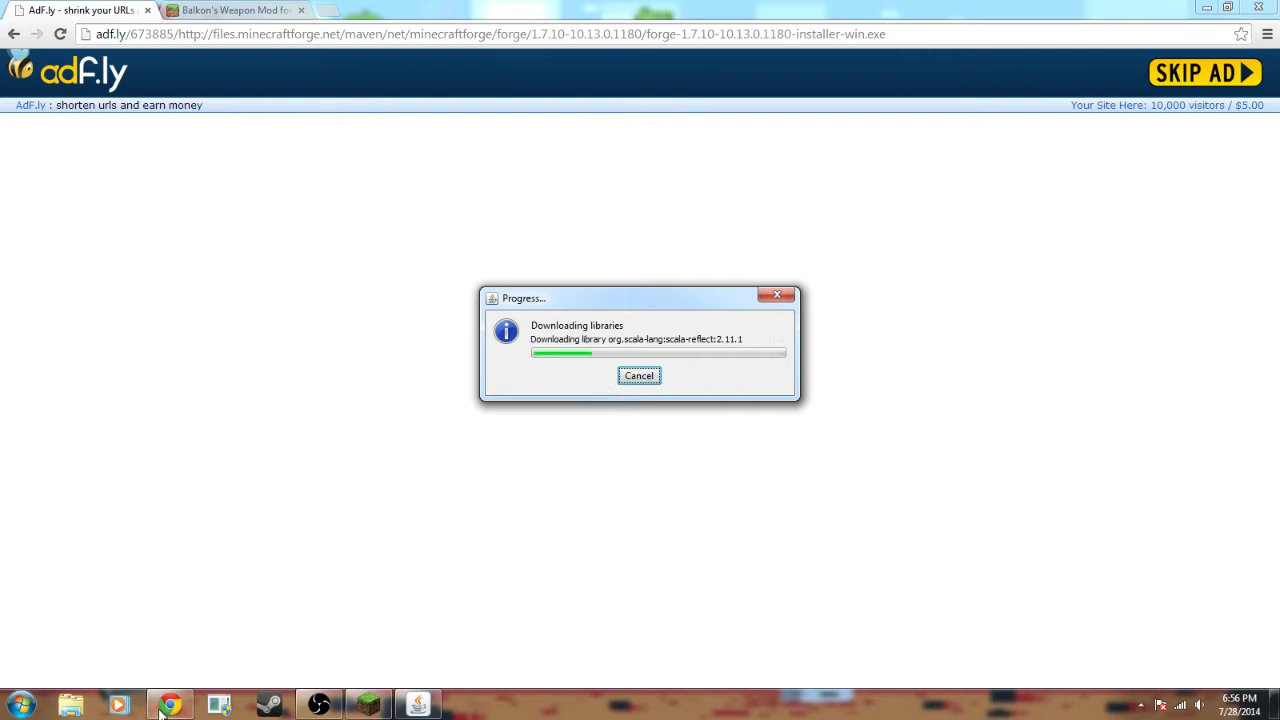 AdF.ly - shrink your URLs
Balkon's Weapon Mod for
adf.ly/673885/http://files.minecraftforge.net/maven/net/minecraftforge/forge/1.7.10-10.13.0.1180/forge-1.7.10-10.13.0.1180-installer-win.exe
adf.ly
SKIP AD
AdF.ly : shorten urls and earn money
Your Site Here: 10,000 visitors / $5.00
Progress...
Downloading libraries
Downloading library org.scala-lang:scala-reflect:2.11.1
Cancel
6:56 PM
7/28/2014